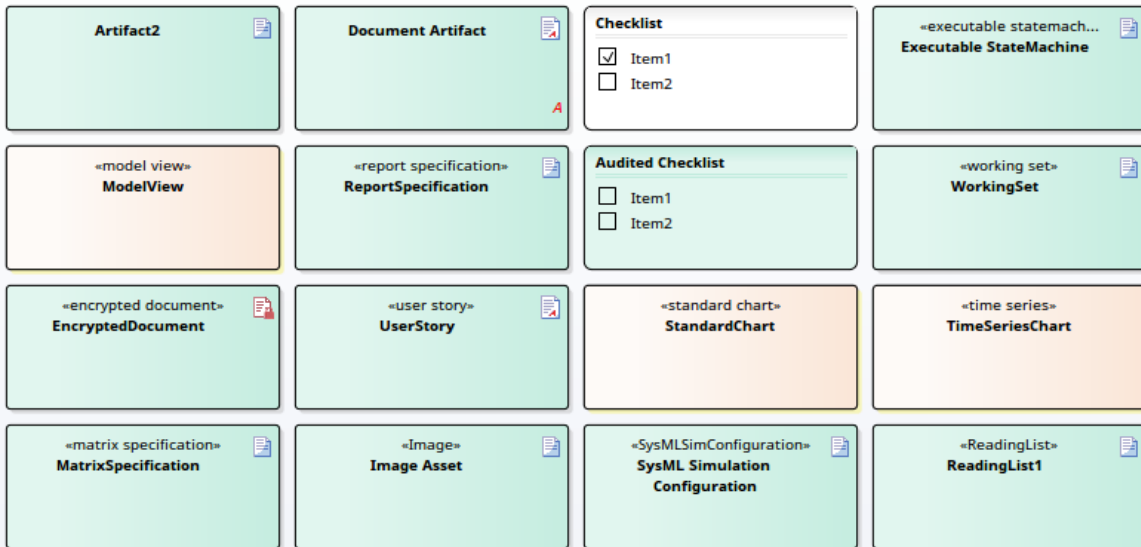 Artifact2
Document Artifact
A
Checklist
Item1
Item2
«executable statemach...
Executable StateMachine
«model view»
ModelView
«report specification»
ReportSpecification
Audited Checklist
Item1
Item2
«working set»
WorkingSet
«encrypted document»
EncryptedDocument
«user story»
UserStory
«standard chart»
StandardChart
«time series»
TimeSeriesChart
«matrix specification»
MatrixSpecification
«Image»
Image Asset
«SysMLSimConfiguration»
SysML Simulation
Configuration
«ReadingList»
ReadingList1